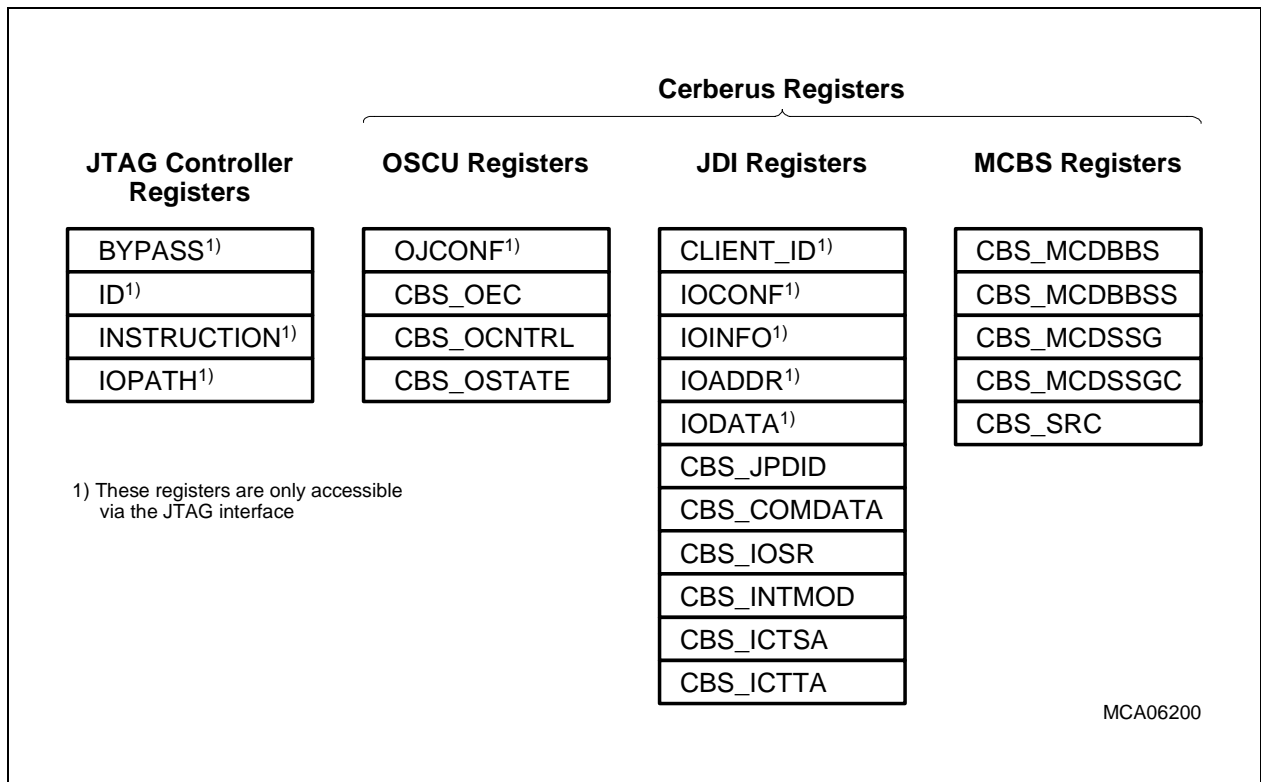 Cerberus Registers
JTAG Controller
Registers
BYPASS1)
ID1)
INSTRUCTION1)
IOPATH1)
OSCU Registers
OJCONF1)
CBS_OEC
CBS_OCNTRL
CBS_OSTATE
JDI Registers
CLIENT_ID1)
IOCONF1)
IOINFO1)
IOADDR1)
IODATA1)
CBS_JPDID
CBS_COMDATA
CBS_IOSR
CBS_INTMOD
CBS_ICTSA
CBS_ICTTA
MCBS Registers
CBS_MCDBBS
CBS_MCDBBSS
CBS_MCDSSG
CBS_MCDSSGC
CBS_SRC
1) These registers are only accessible
via the JTAG interface
MCA06200